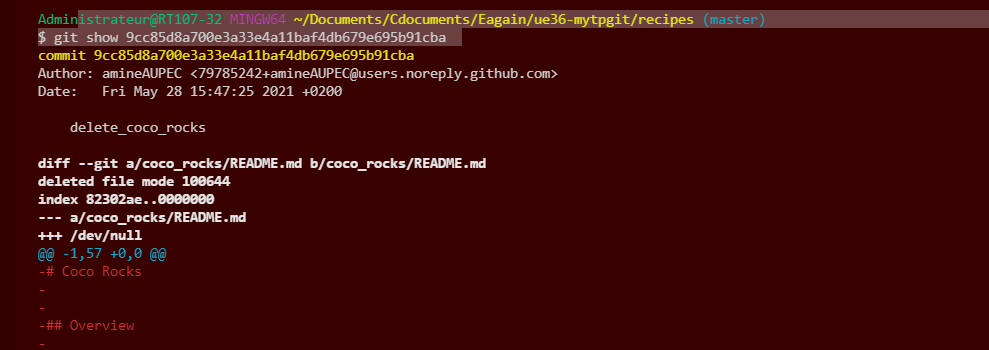 Administrateur@RT107-32 MINGW64 ~/Documents/Cdocuments/Eagain/ue36-mytpgit/recipes (master)
$ git show 9cc85d8a700e3a33e4a11baf4db679e695b91cba
commit 9cc85d8a700e3a33e4a11baf4db679e695b91cba
Author: amineAUPEC <79785242+amineAUPEC@users.noreply.github.com>
Date:   Fri May 28 15:47:25 2021 +0200
    delete_coco_rocks
diff --git a/coco_rocks/README.md b/coco_rocks/README.md
deleted file mode 100644
index 82302ae..0000000
--- a/coco_rocks/README.md
+++ /dev/null
@@ -1,57 +0,0 @@
-# Coco Rocks
-
-
-## Overview
-